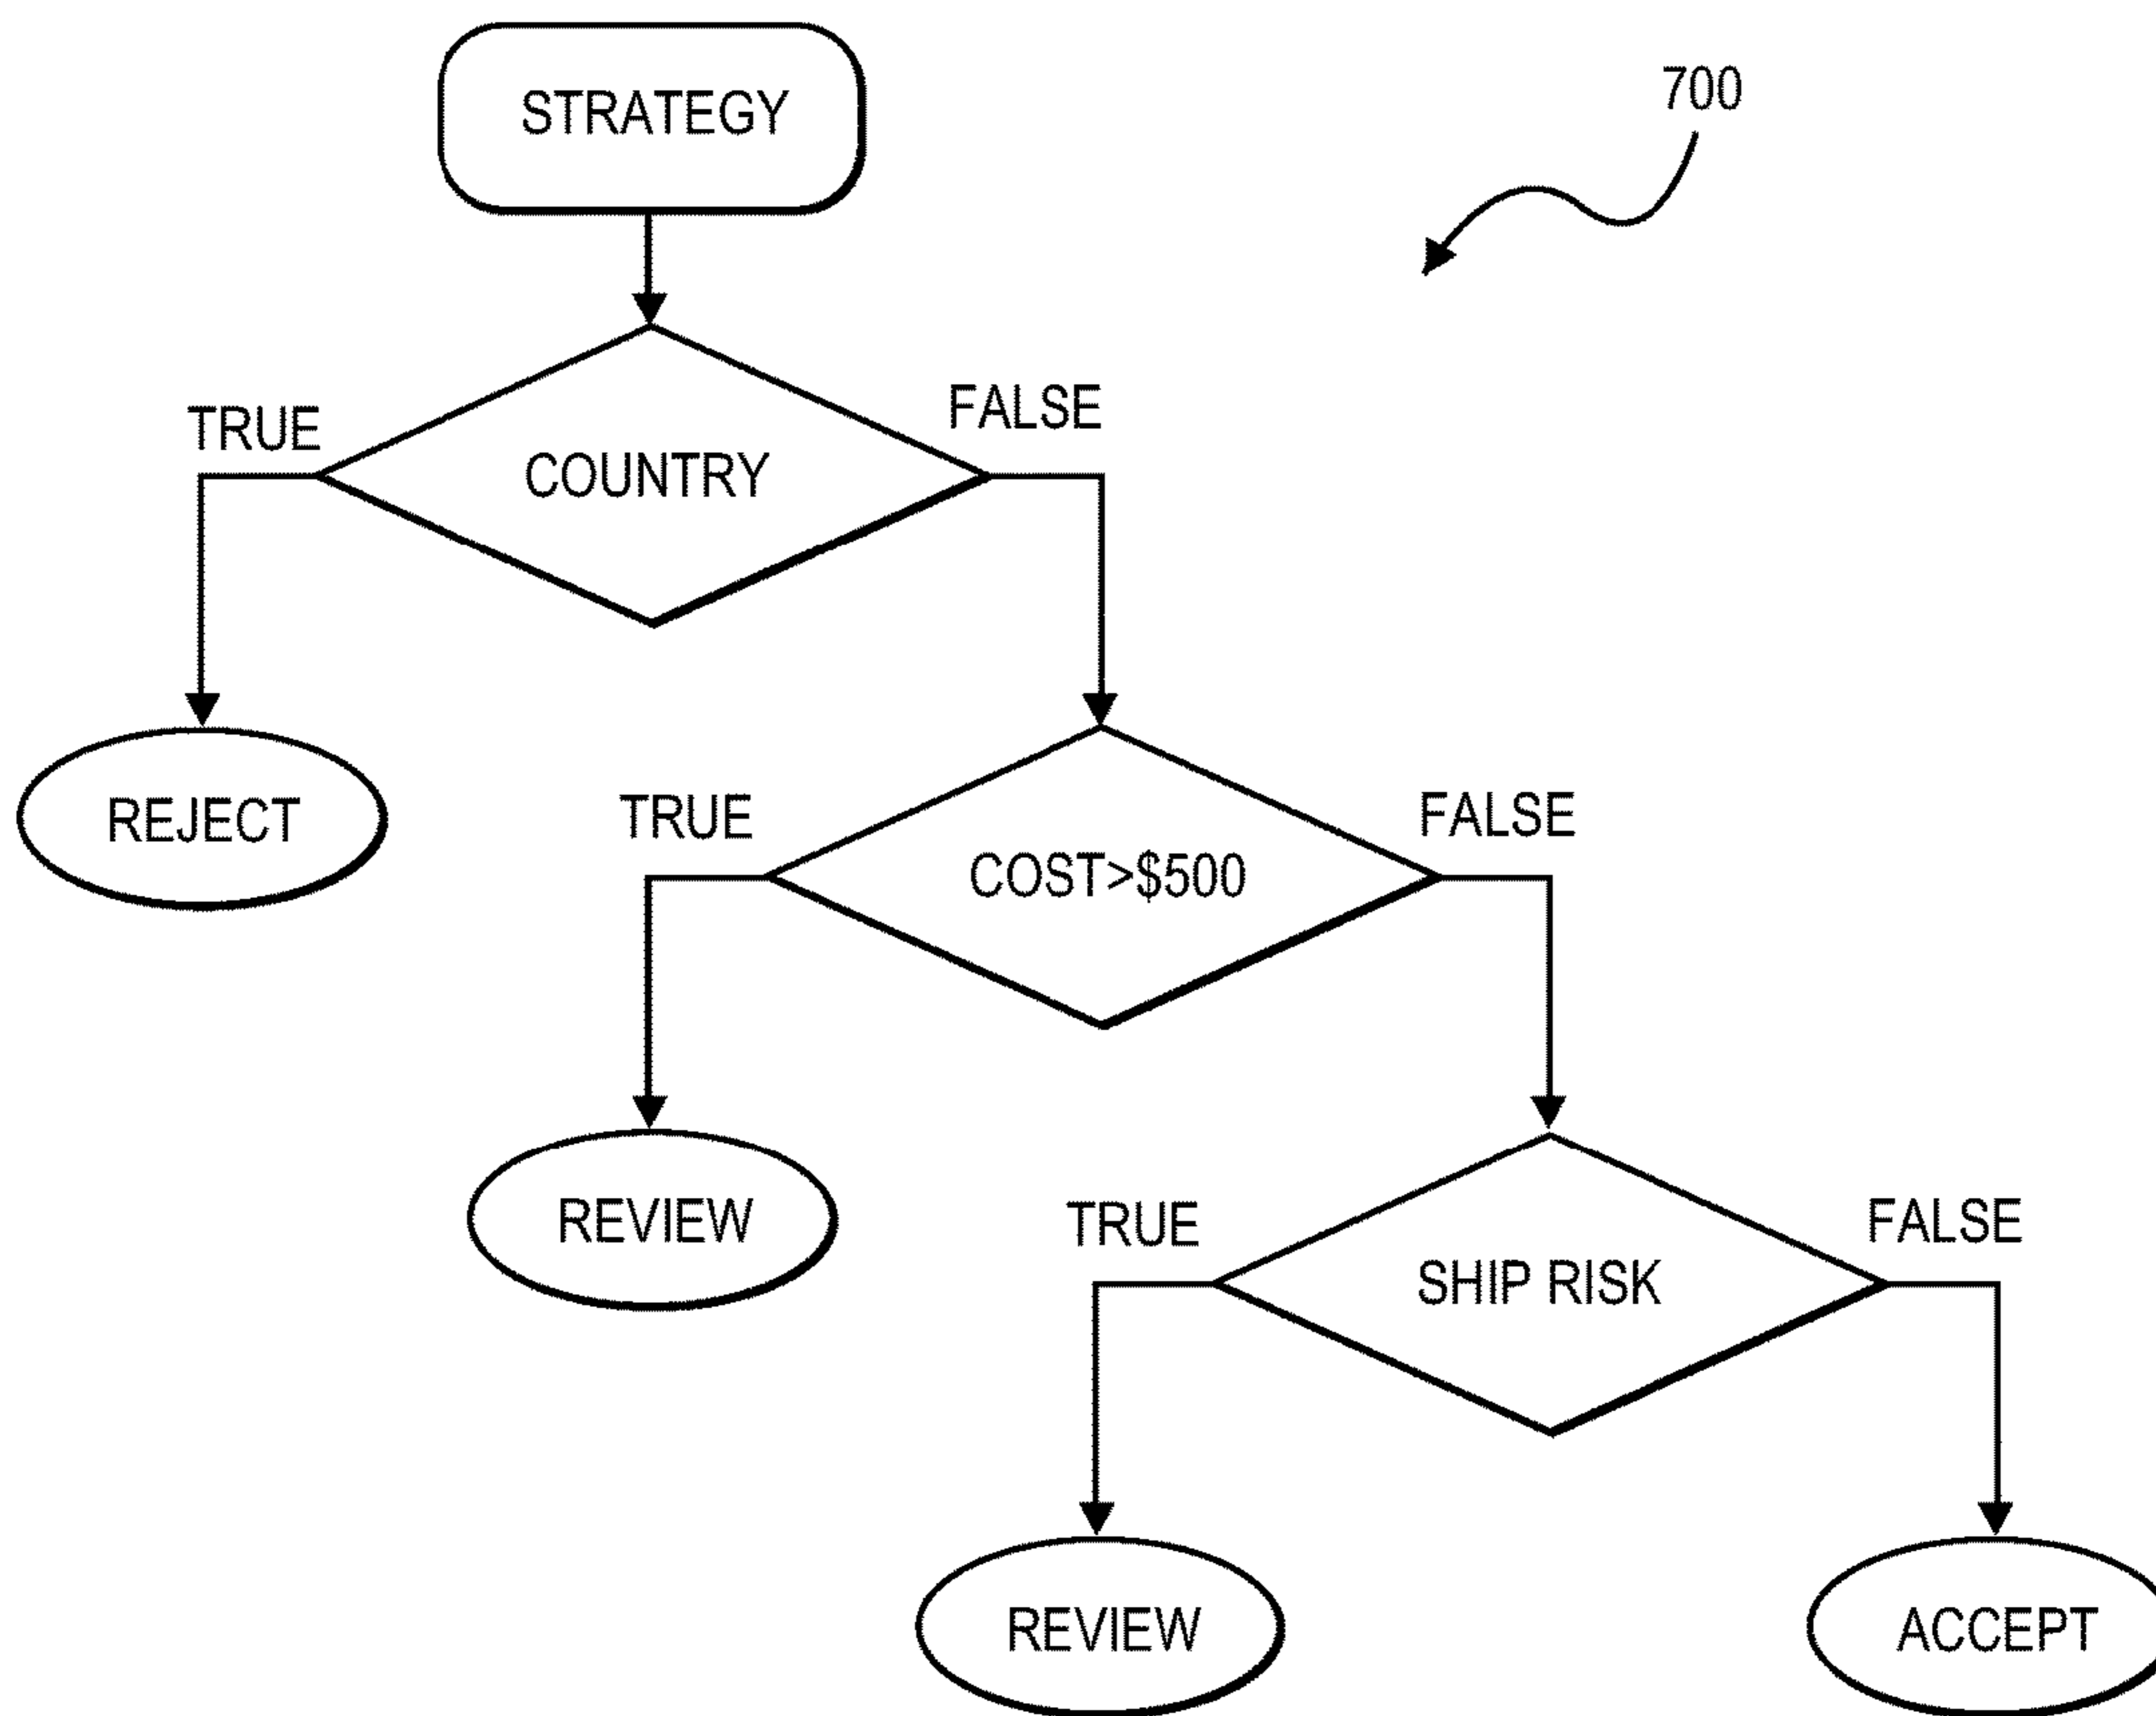 STRATEGY
700
TRUE
FALSE
COUNTRY
REJECT
TRUE
FALSE
COST>$500
REVIEW
TRUE
FALSE
SHIP RISK
REVIEW
ACCEPT